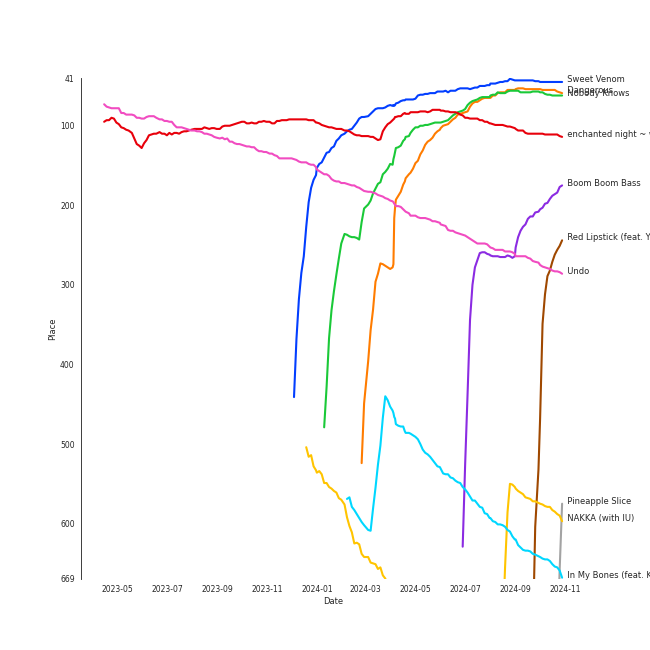 41
100
200
300
400
500
600
669
Place
2023-05 2023-07 2023-09 2023-11 2024-01 2024-03 2024-05 2024-07 2024-09 2024-11
Date
Sweet Venom
Dangerous
Nobody Knows
enchanted night ~
Boom Boom Bass
Red Lipstick (feat. Y
Undo
Pineapple Slice
NAKKA (with IU)
In My Bones (feat. K